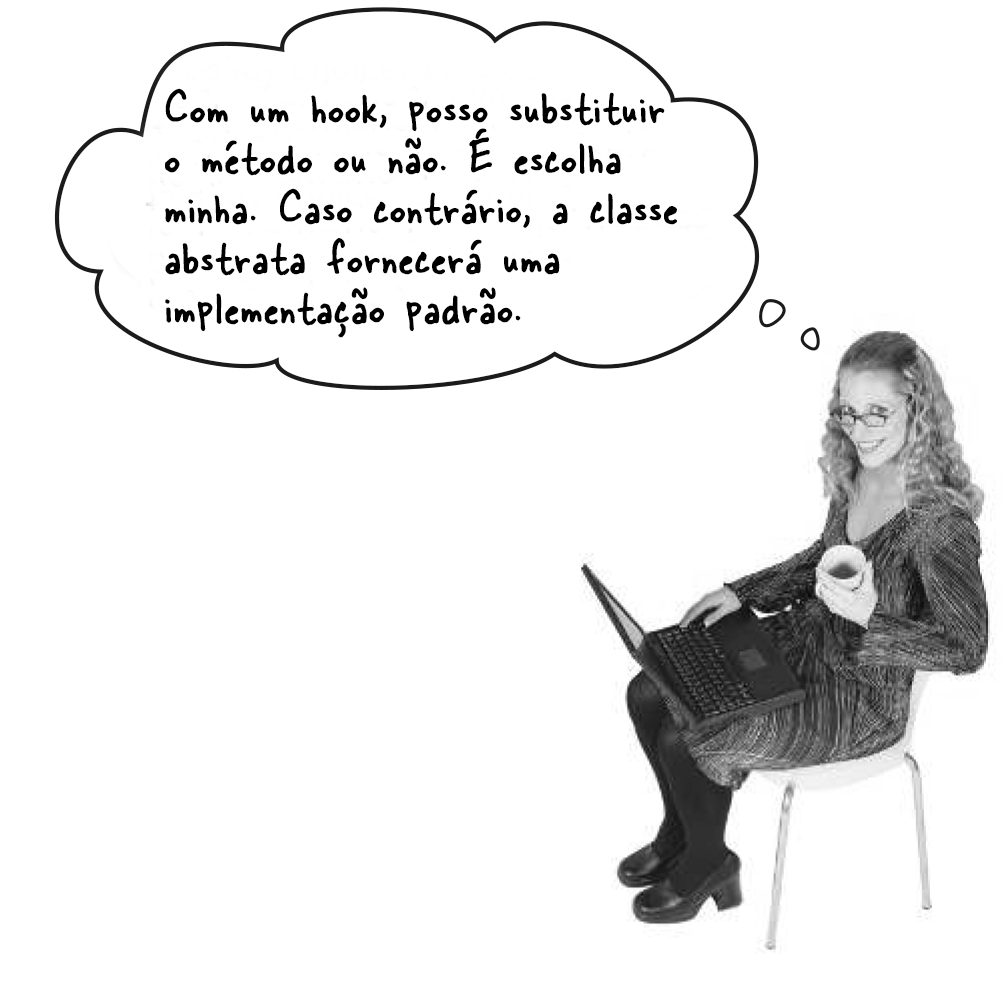 Com um hook, posso substituir
o método ou não. É escolha
minha. Caso contrário, a classe
abstrata fornecerá uma
implementação padrão.